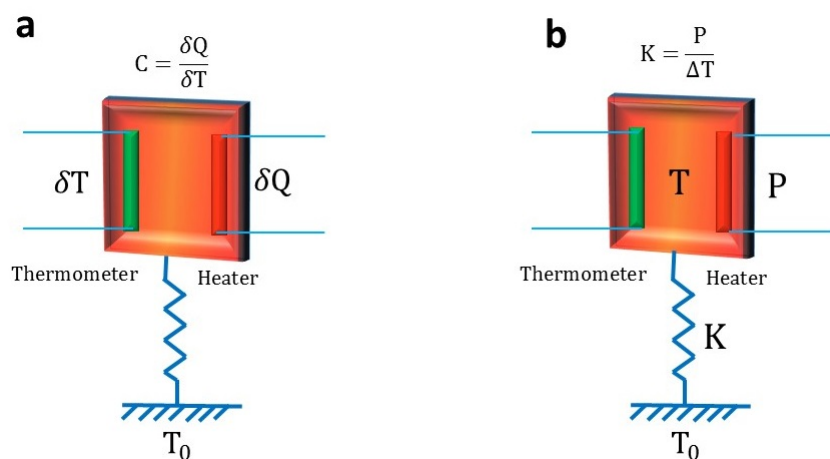 a
C = δQ/δT
δT
δQ
Thermometer
Heater
T₀
b
K = P/ΔT
T
P
Thermometer
Heater
K
T₀